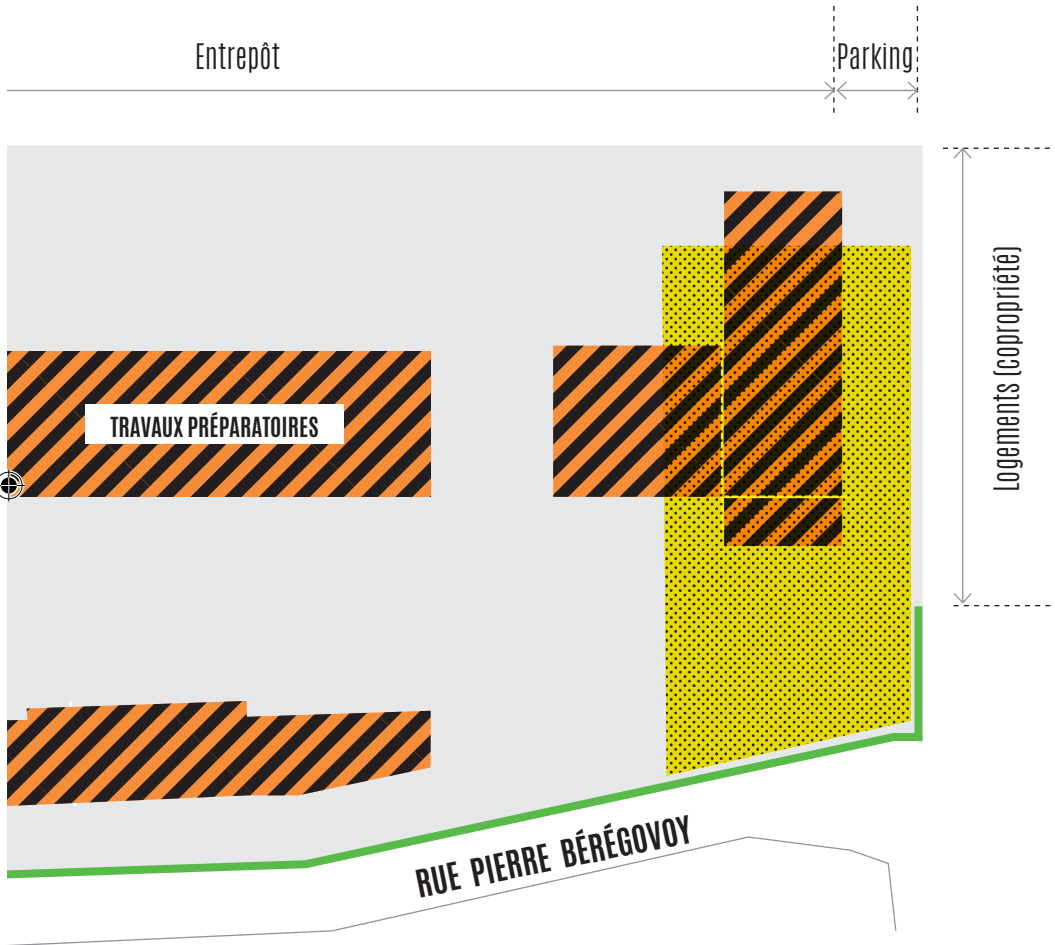 Entrepôt
Parking
Logements (copropriété)
TRAVAUX PRÉPARATOIRES
RUE PIERRE BÉRÉGOVOY